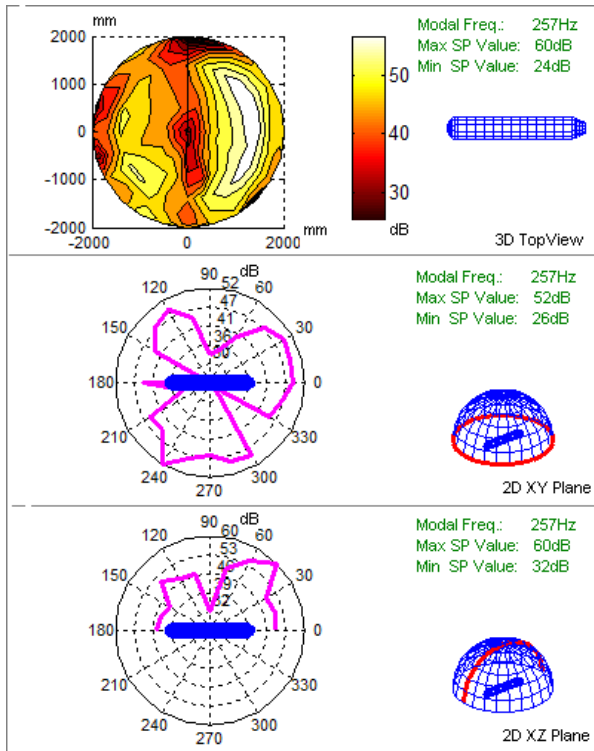 mm
2000
1000
0
-1000
-2000
-2000
0
2000
mm
50
40
30
dB
Modal Freq.: 257Hz
Max SP Value: 60dB
Min SP Value: 24dB
3D TopView
90
dB
120
60
52
47
41
36
30
150
30
180
0
210
330
240
300
270
Modal Freq.: 257Hz
Max SP Value: 52dB
Min SP Value: 26dB
2D XY Plane
90
dB
120
60
60
53
46
150
30
180
0
210
330
240
300
270
Modal Freq.: 257Hz
Max SP Value: 60dB
Min SP Value: 32dB
2D XZ Plane